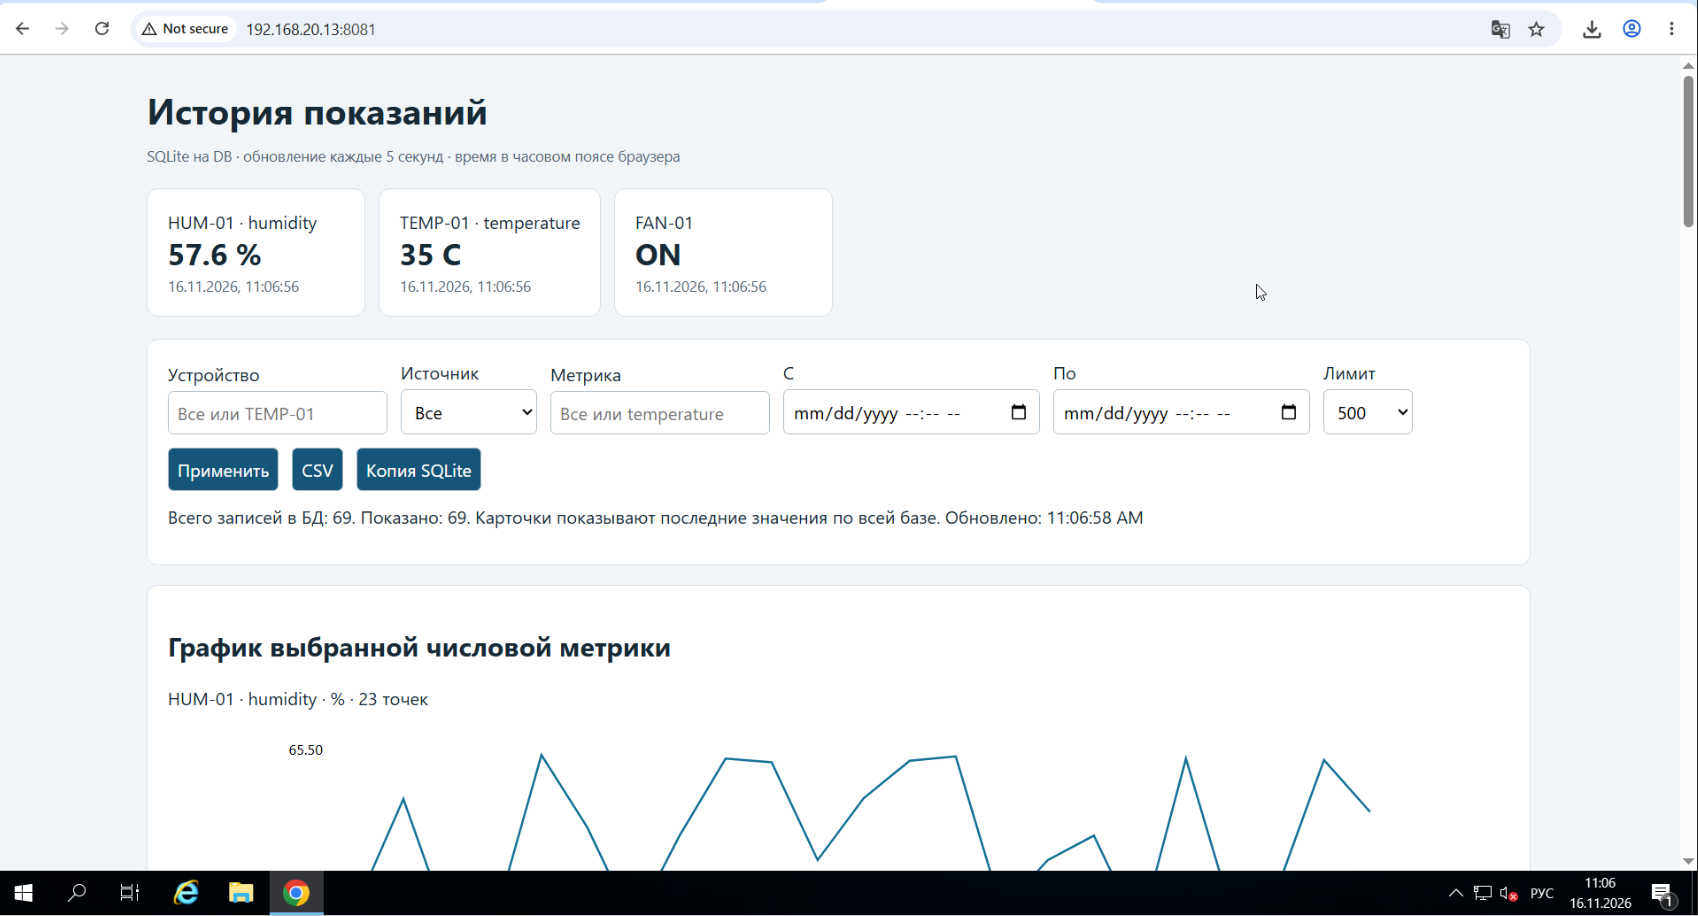 Not secure
192.168.20.13:8081
История показаний
SQLite на DB · обновление каждые 5 секунд · время в часовом поясе браузера
HUM-01 · humidity
57.6 %
16.11.2026, 11:06:56
TEMP-01 · temperature
35 C
16.11.2026, 11:06:56
FAN-01
ON
16.11.2026, 11:06:56
Устройство
Все или TEMP-01
Источник
Все
Метрика
Все или temperature
С
mm/dd/yyyy --:-- --
По
mm/dd/yyyy --:-- --
Лимит
500
Применить
CSV
Копия SQLite
Всего записей в БД: 69. Показано: 69. Карточки показывают последние значения по всей базе. Обновлено: 11:06:58 AM
График выбранной числовой метрики
HUM-01 · humidity · % · 23 точек
65.50
РУС
11:06
16.11.2026
1